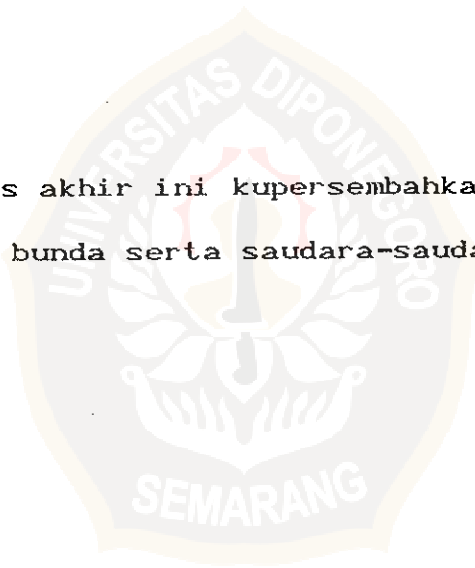 UNIVERSITAS DIPONEGORO
s akhir ini kupersembahka
bunda serta saudara-sauda
SEMARANG